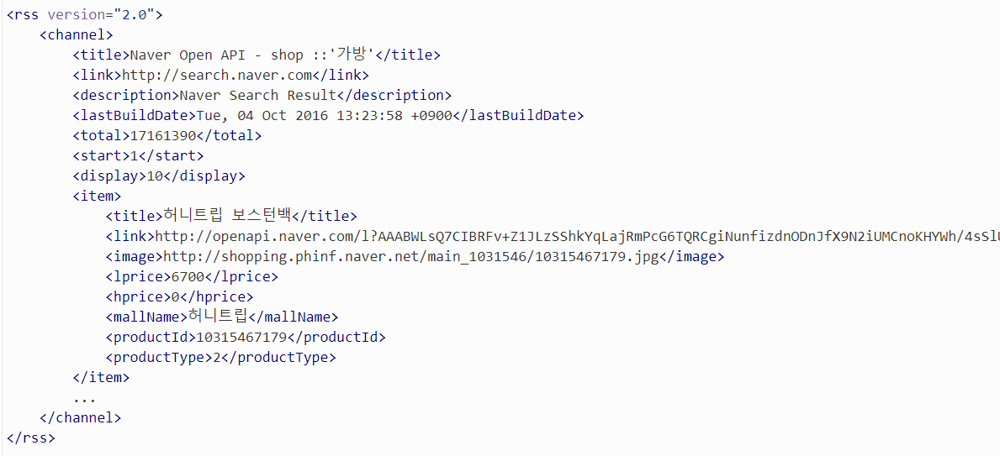 <rss version="2.0">
<channel>
<title>Naver Open API - shop ::'가방'</title>
<link>http://search.naver.com</link>
<description>Naver Search Result</description>
<lastBuildDate>Tue, 04 Oct 2016 13:23:58 +0900</lastBuildDate>
<total>17161390</total>
<start>1</start>
<display>10</display>
<item>
<title>허니트립 보스턴백</title>
<link>http://openapi.naver.com/l?AAABWLsQ7CIBRFv+Z1JLzSShkYqLajRmPcG6TQRCgiNunfizdnODnJfX9N2iUMCnoKHYWh/4sSl
<image>http://shopping.phinf.naver.net/main_1031546/10315467179.jpg</image>
<lprice>6700</lprice>
<hprice>0</hprice>
<mallName>허니트립</mallName>
<productId>10315467179</productId>
<productType>2</productType>
</item>
...
</channel>
</rss>